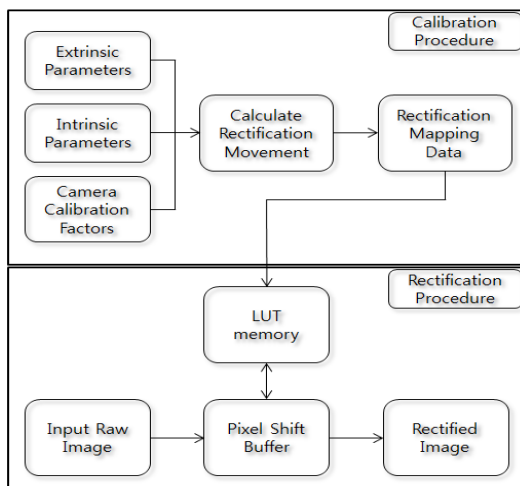 Calibration
Procedure
Extrinsic
Parameters
Intrinsic
Parameters
Camera
Calibration
Factors
Calculate
Rectification
Movement
Rectification
Mapping
Data
Rectification
Procedure
LUT
memory
Input Raw
Image
Pixel Shift
Buffer
Rectified
Image